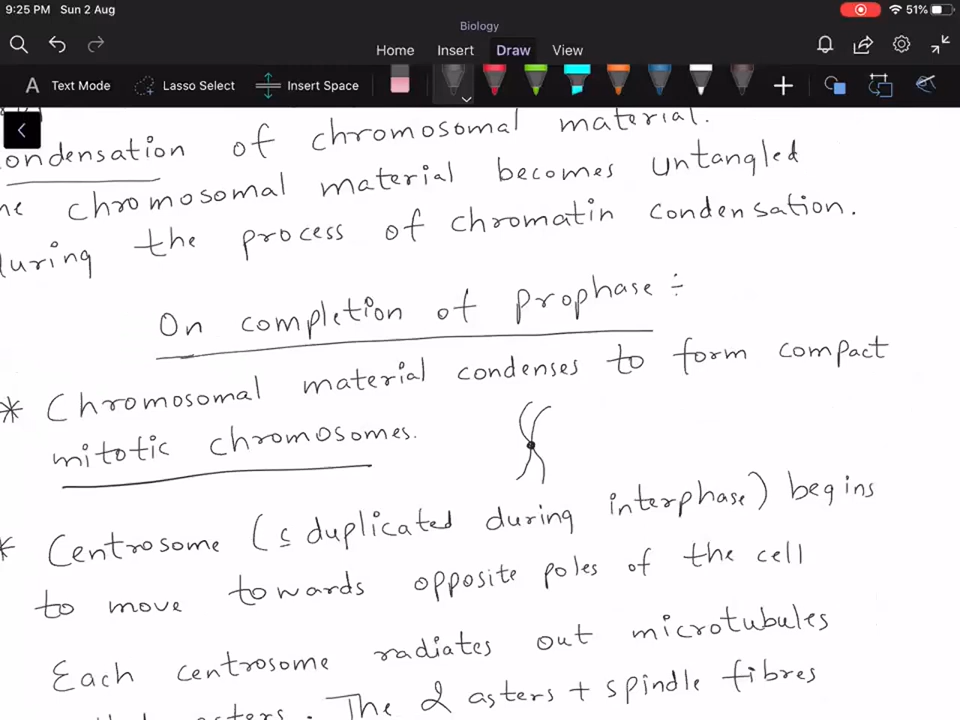 9:25 PM Sun 2 Aug
51%
Biology
Home Insert Draw View
A Text Mode Lasso Select Insert Space
ondensation of chromosomal material.
chromosomal material becomes untangled
during the process of chromatin condensation.
On completion of prophase ÷
* Chromosomal material condenses to form compact
mitotic chromosomes.
* Centrosome (is duplicated during interphase) begins
to move towards opposite poles of the cell
Each centrosome radiates out microtubules
asters. The 2 asters + spindle fibres